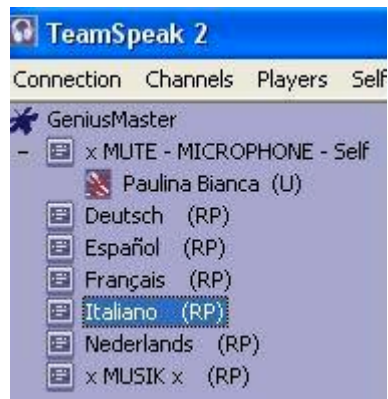 TeamSpeak 2
Connection Channels Players Self
GeniusMaster
x MUTE - MICROPHONE - Self
Paulina Bianca (U)
Deutsch (RP)
Español (RP)
Français (RP)
Italiano (RP)
Nederlands (RP)
x MUSIK x (RP)